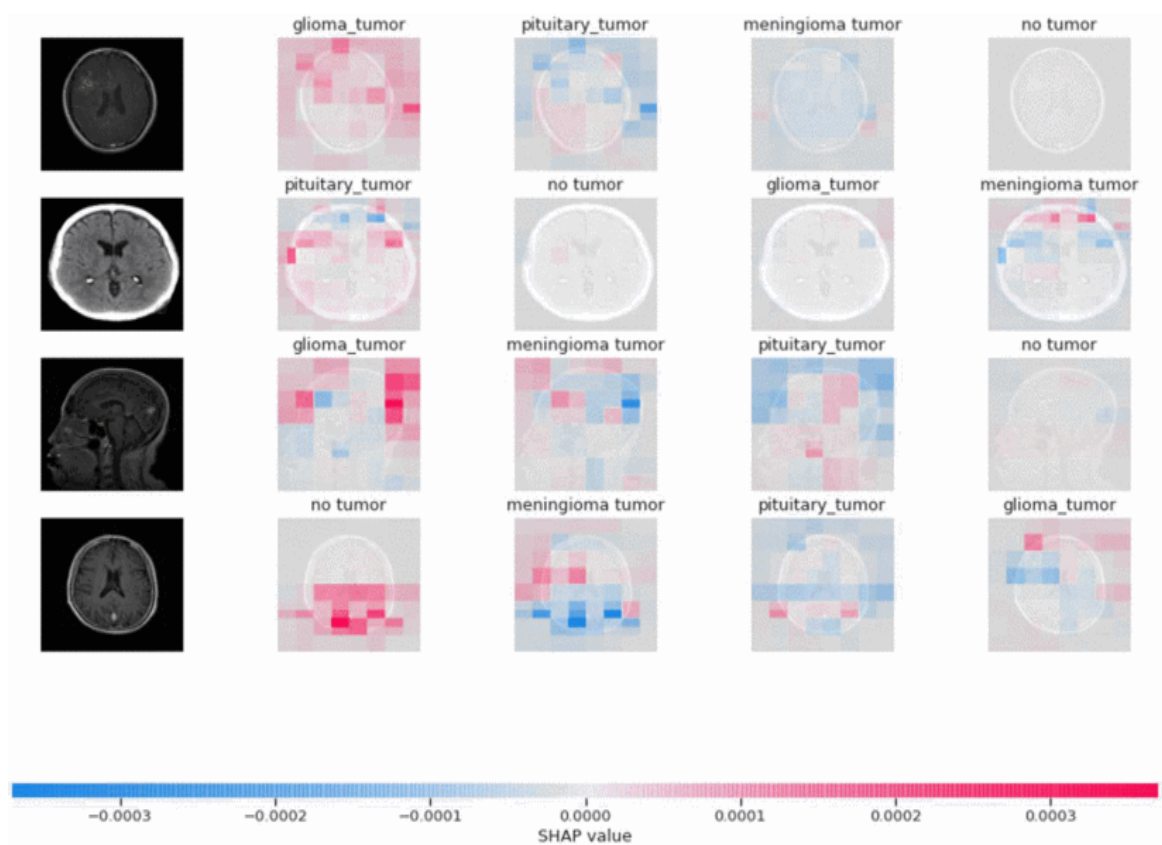 glioma_tumor pituitary_tumor meningioma tumor no tumor
pituitary_tumor no tumor glioma_tumor meningioma tumor
glioma_tumor meningioma tumor pituitary_tumor no tumor
no tumor meningioma tumor pituitary_tumor glioma_tumor
−0.0003 −0.0002 −0.0001 0.0000 0.0001 0.0002 0.0003
SHAP value